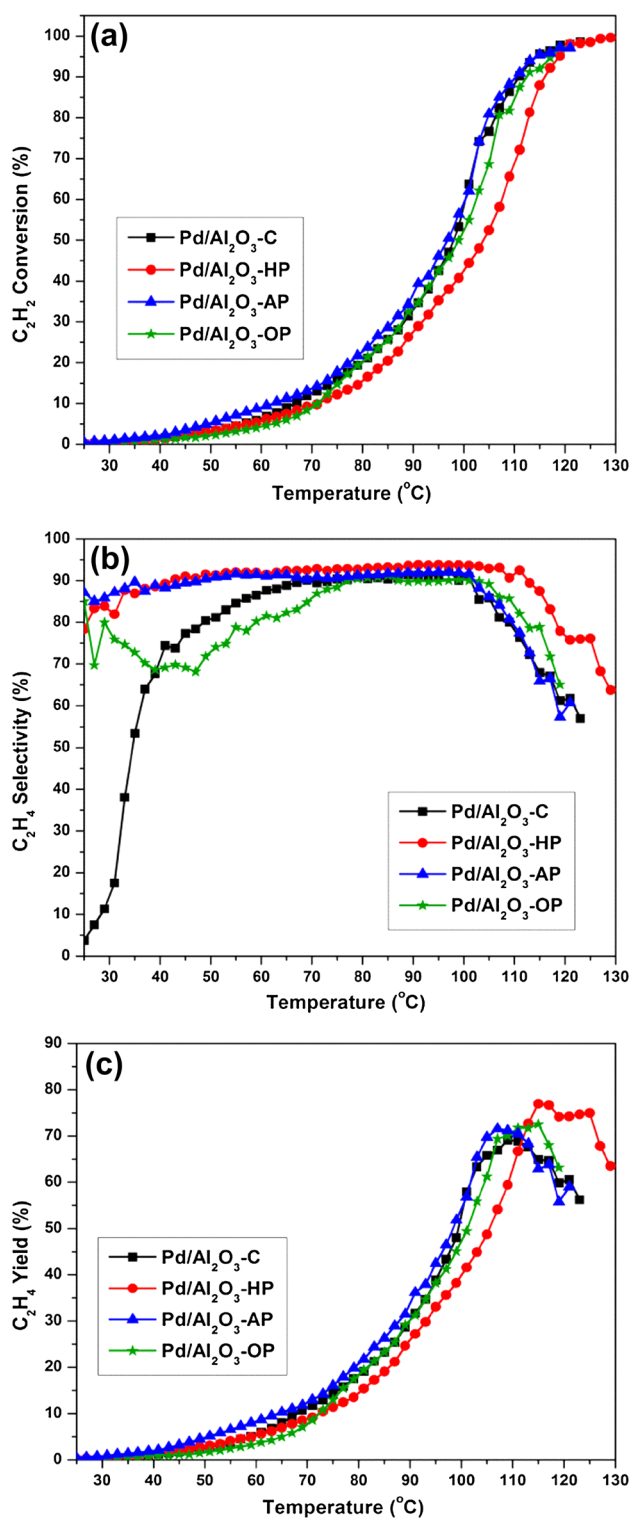 (a)
100
90
80
70
60
50
40
30
20
10
0
C₂H₂ Conversion (%)
Pd/Al₂O₃-C
Pd/Al₂O₃-HP
Pd/Al₂O₃-AP
Pd/Al₂O₃-OP
30 40 50 60 70 80 90 100 110 120 130
Temperature (°C)
(b)
100
90
80
70
60
50
40
30
20
10
0
C₂H₄ Selectivity (%)
Pd/Al₂O₃-C
Pd/Al₂O₃-HP
Pd/Al₂O₃-AP
Pd/Al₂O₃-OP
30 40 50 60 70 80 90 100 110 120 130
Temperature (°C)
(c)
90
80
70
60
50
40
30
20
10
0
C₂H₄ Yield (%)
Pd/Al₂O₃-C
Pd/Al₂O₃-HP
Pd/Al₂O₃-AP
Pd/Al₂O₃-OP
30 40 50 60 70 80 90 100 110 120 130
Temperature (°C)